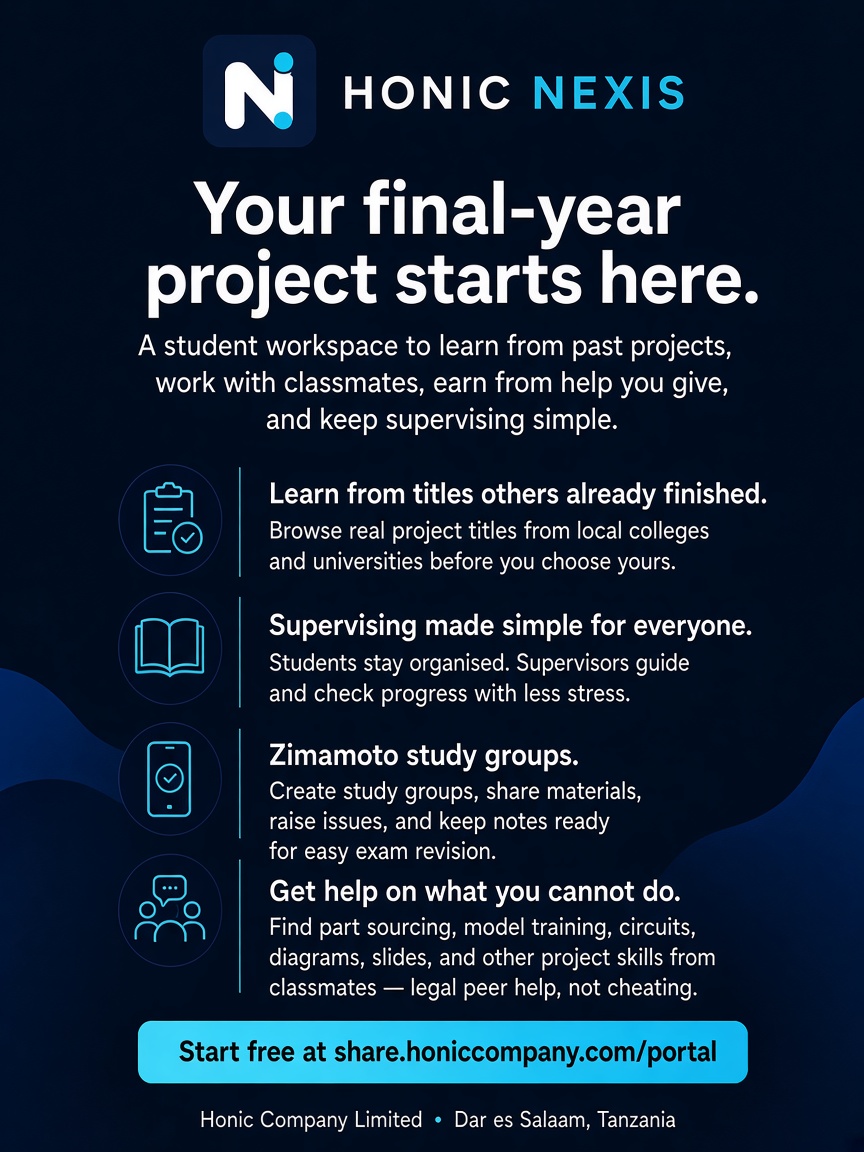 HONIC NEXIS
Your final-year
project starts here.
A student workspace to learn from past projects,
work with classmates, earn from help you give,
and keep supervising simple.
Learn from titles others already finished.
Browse real project titles from local colleges
and universities before you choose yours.
Supervising made simple for everyone.
Students stay organised. Supervisors guide
and check progress with less stress.
Zimamoto study groups.
Create study groups, share materials,
raise issues, and keep notes ready
for easy exam revision.
Get help on what you cannot do.
Find part sourcing, model training, circuits,
diagrams, slides, and other project skills from
classmates — legal peer help, not cheating.
Start free at share.honiccompany.com/portal
Honic Company Limited • Dar es Salaam, Tanzania